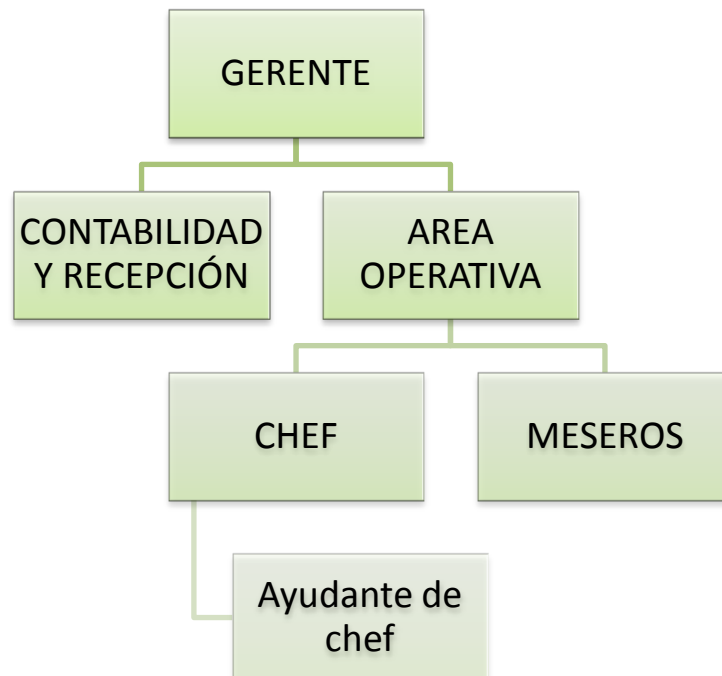 GERENTE
CONTABILIDAD
Y RECEPCIÓN
AREA
OPERATIVA
CHEF
MESEROS
Ayudante de
chef